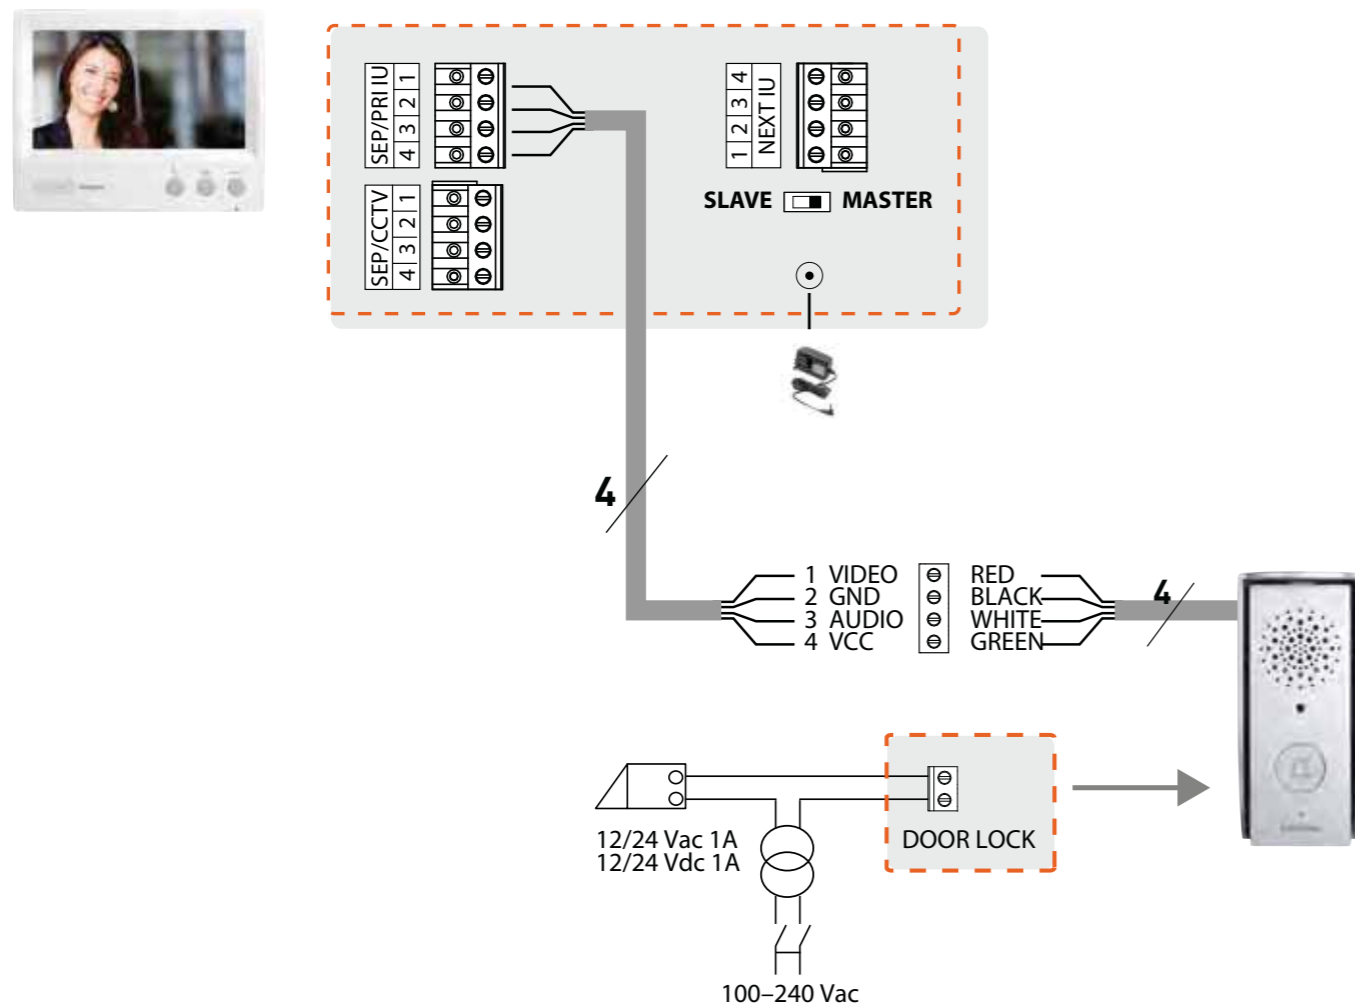 SEP/PRI IU
1
2
3
4
SEP/CCTV
1
2
3
4
4
3
2
1
NEXT IU
SLAVE MASTER
4
1 VIDEO RED
2 GND BLACK
3 AUDIO WHITE
4 VCC GREEN
4
12/24 Vac 1A
12/24 Vdc 1A
DOOR LOCK
100–240 Vac